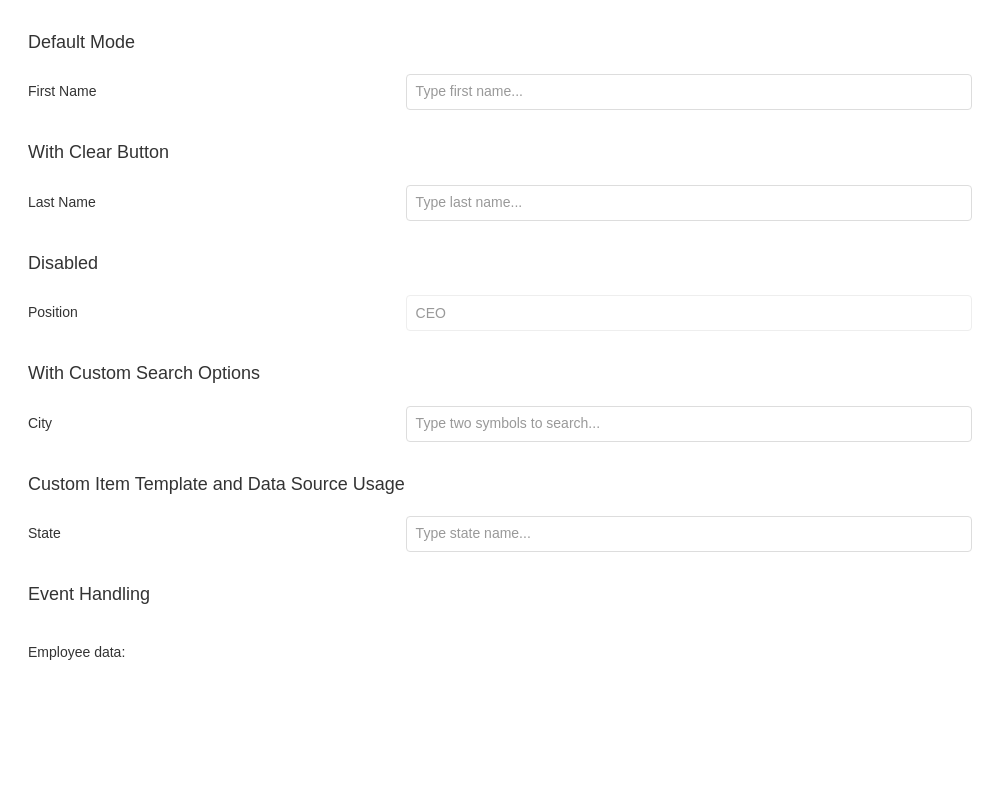 Default Mode
First Name
Type first name...
With Clear Button
Last Name
Type last name...
Disabled
Position
CEO
With Custom Search Options
City
Type two symbols to search...
Custom Item Template and Data Source Usage
State
Type state name...
Event Handling
Employee data: